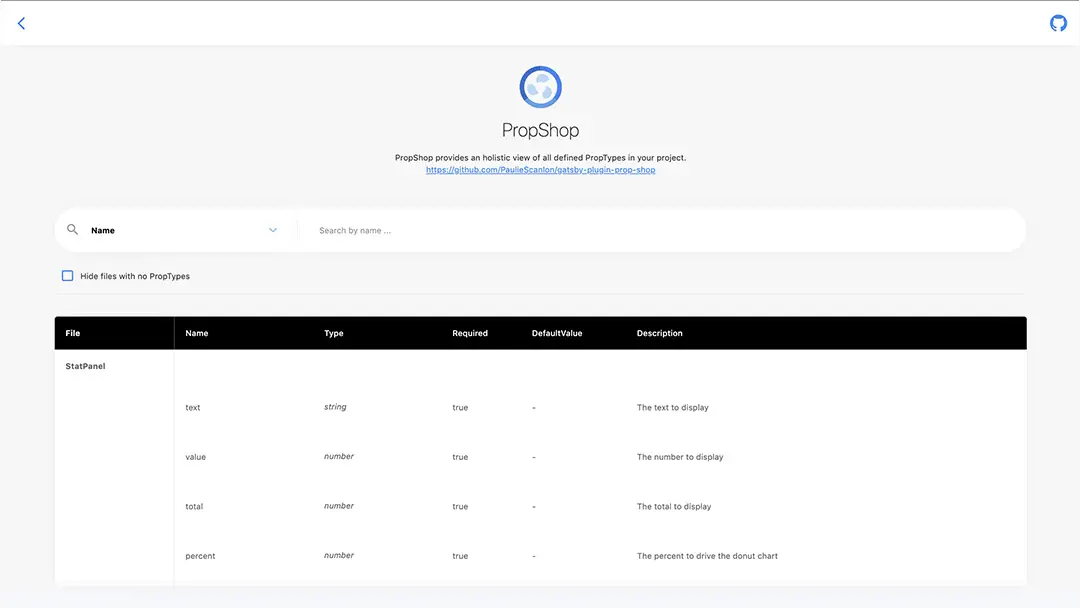 PropShop
PropShop provides an holistic view of all defined PropTypes in your project.
https://github.com/PaulieScanlon/gatsby-plugin-prop-shop
Name Search by name ...
Hide files with no PropTypes
File Name Type Required DefaultValue Description
StatPanel
text string true - The text to display
value number true - The number to display
total number true - The total to display
percent number true - The percent to drive the donut chart